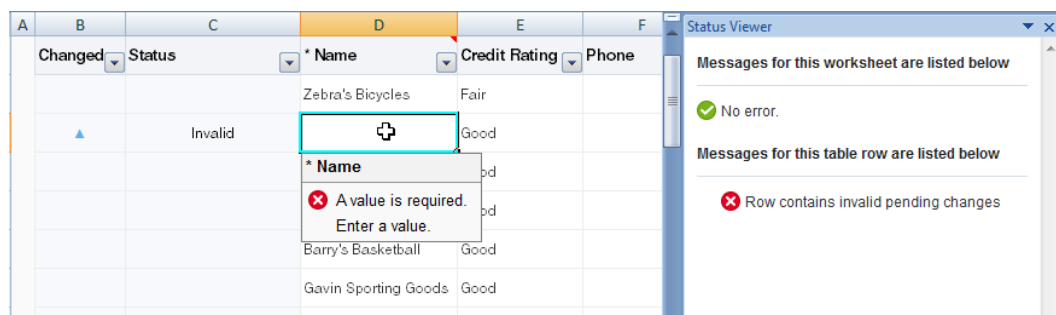 A B C D E F
Changed Status * Name Credit Rating Phone
Zebra's Bicycles Fair
Invalid Good
* Name
A value is required.
Enter a value.
Barry's Basketball Good
Gavin Sporting Goods Good
Status Viewer
Messages for this worksheet are listed below
No error.
Messages for this table row are listed below
Row contains invalid pending changes